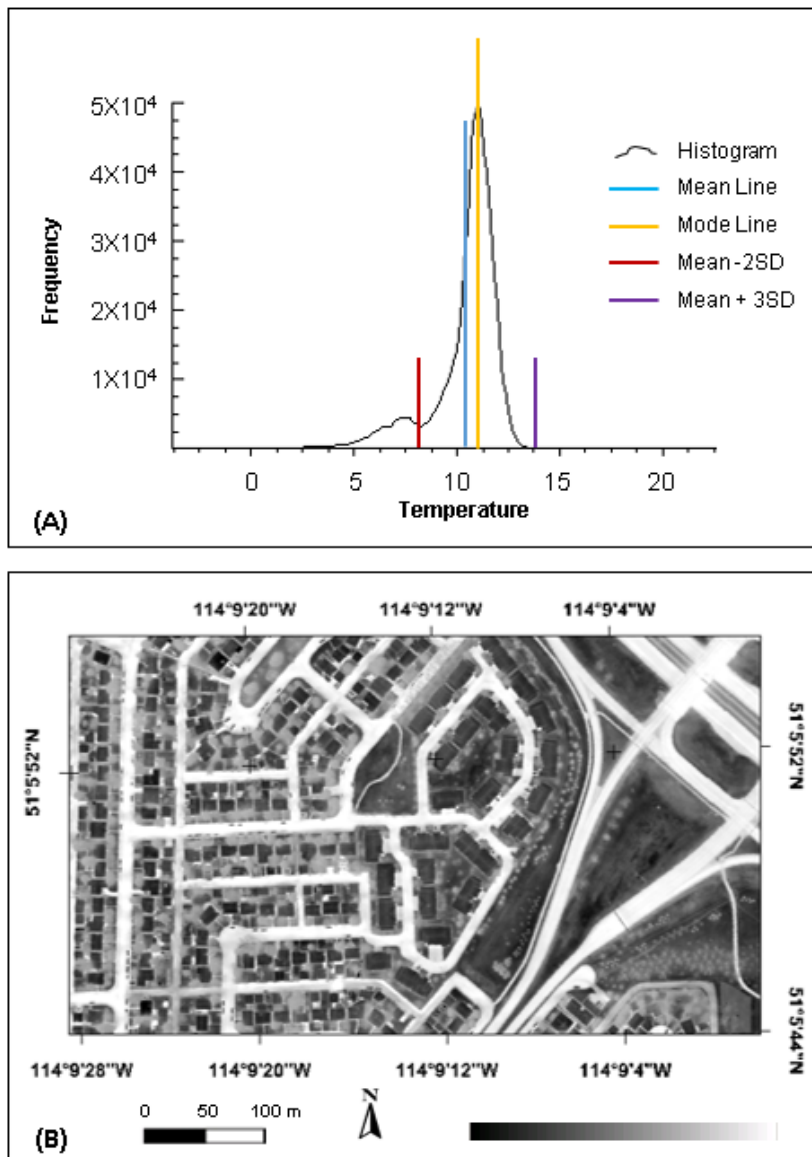 5X10⁴
4X10⁴
3X10⁴
2X10⁴
1X10⁴
Frequency
Histogram
Mean Line
Mode Line
Mean -2SD
Mean + 3SD
0 5 10 15 20
Temperature
(A)
114°9'20"W 114°9'12"W 114°9'4"W
51°5'52"N
51°5'52"N
51°5'44"N
114°9'28"W 114°9'20"W 114°9'12"W 114°9'4"W
0 50 100 m
N
(B)